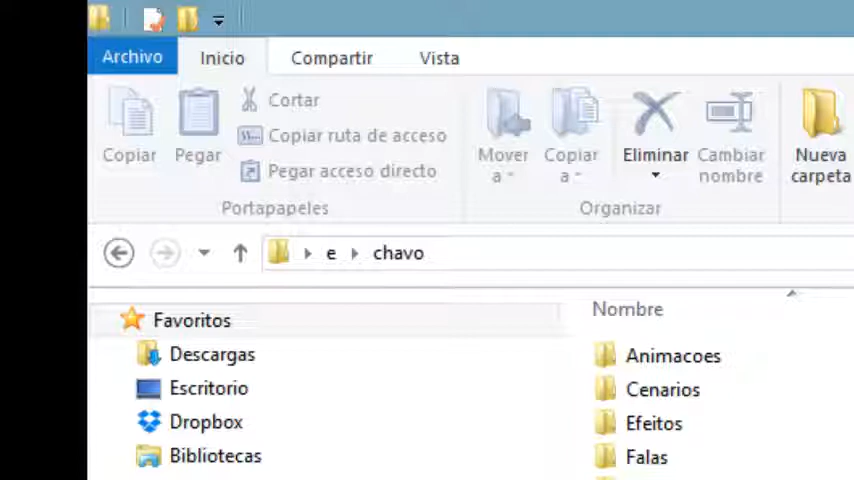 Archivo Inicio Compartir Vista
Copiar Pegar Cortar
Copiar ruta de acceso
Pegar acceso directo
Portapapeles
Mover a Copiar a Eliminar Cambiar nombre Nueva carpeta
Organizar
e chavo
Favoritos
Descargas
Escritorio
Dropbox
Bibliotecas
Nombre
Animacoes
Cenarios
Efeitos
Falas